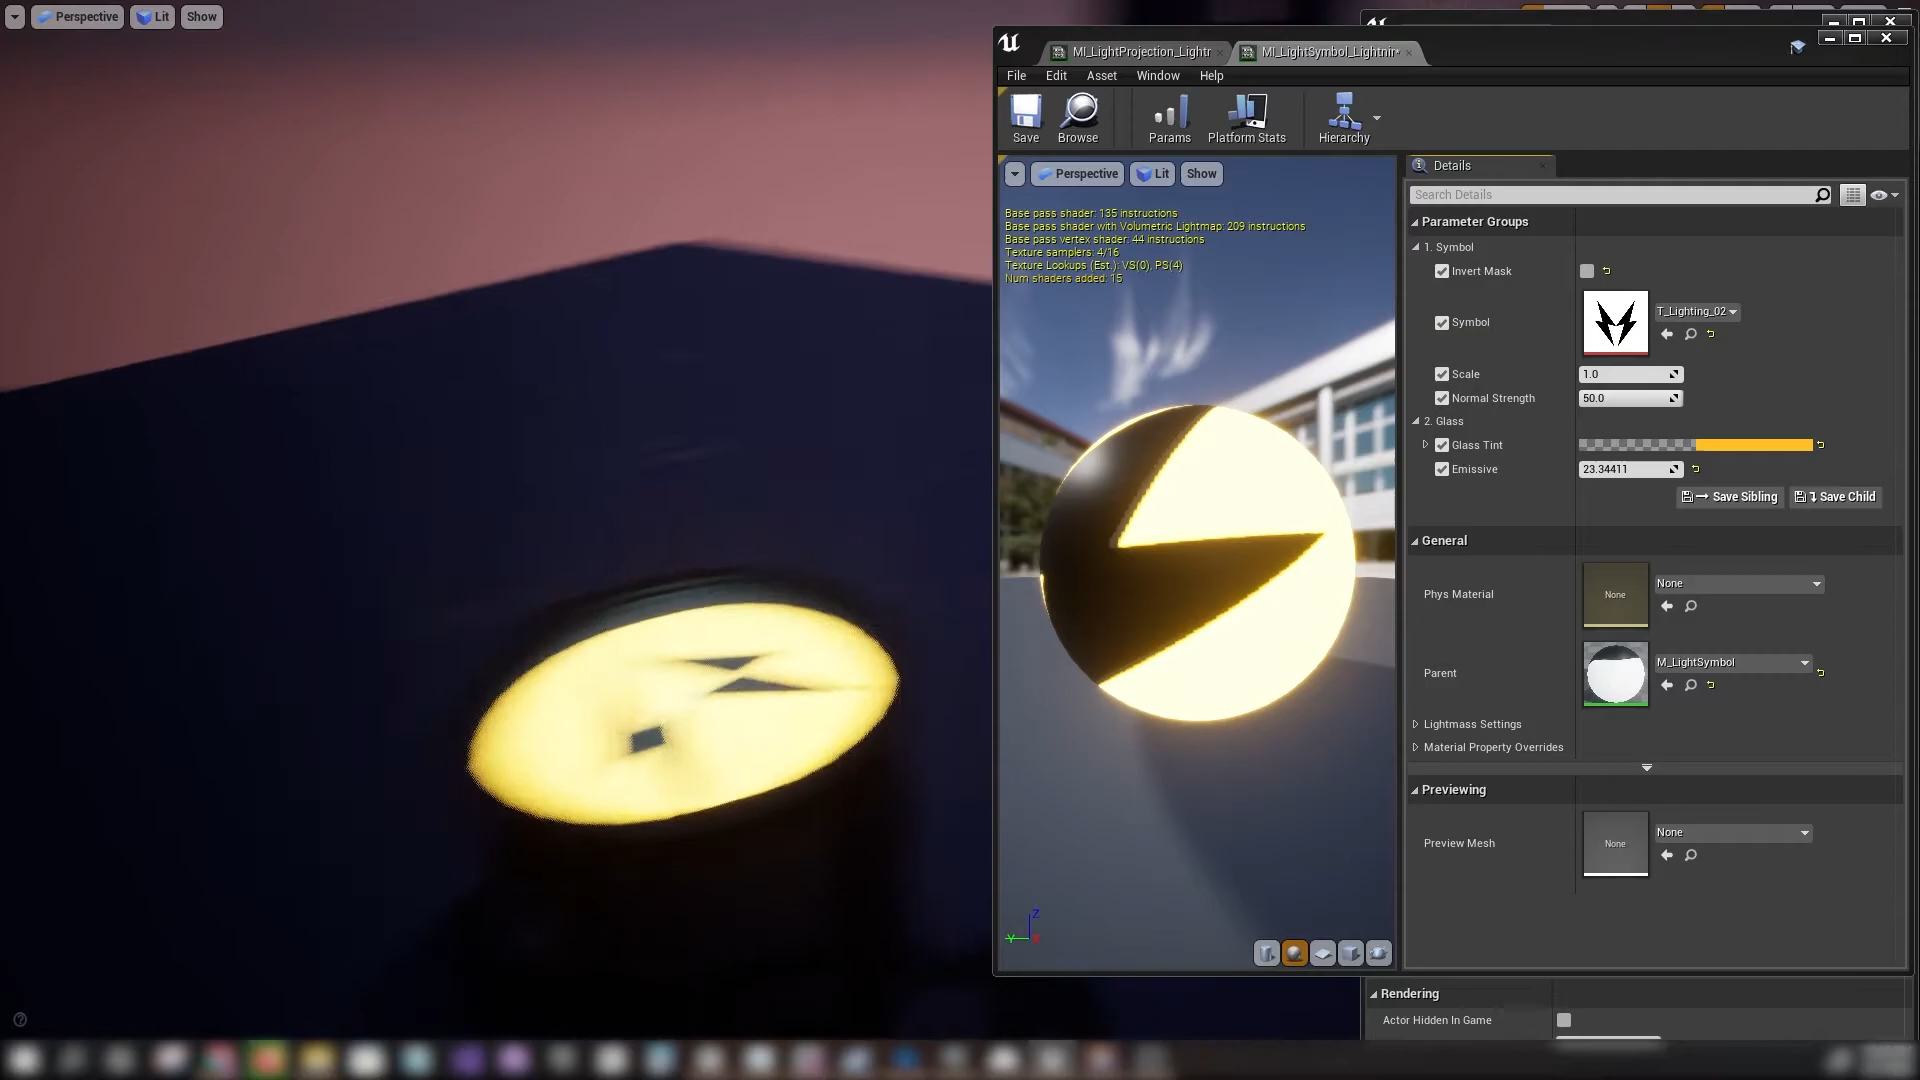 Perspective
Lit
Show
MI_LightProjection_Lightr
MI_LightSymbol_Lightnin*
File
Edit
Asset
Window
Help
Save
Browse
Params
Platform Stats
Hierarchy
Perspective
Lit
Show
Base pass shader: 135 instructions
Base pass shader with Volumetric Lightmap: 209 instructions
Base pass vertex shader: 44 instructions
Texture samplers: 4/16
Texture Lookups (Est.): VS(0), PS(4)
Num shaders added: 15
Z
Y
X
Details
Search Details
Parameter Groups
1. Symbol
Invert Mask
Symbol
T_Lighting_02
Scale
1.0
Normal Strength
50.0
2. Glass
Glass Tint
Emissive
23.34411
Save Sibling
Save Child
General
Phys Material
None
None
Parent
M_LightSymbol
Lightmass Settings
Material Property Overrides
Previewing
Preview Mesh
None
None
Rendering
Actor Hidden In Game